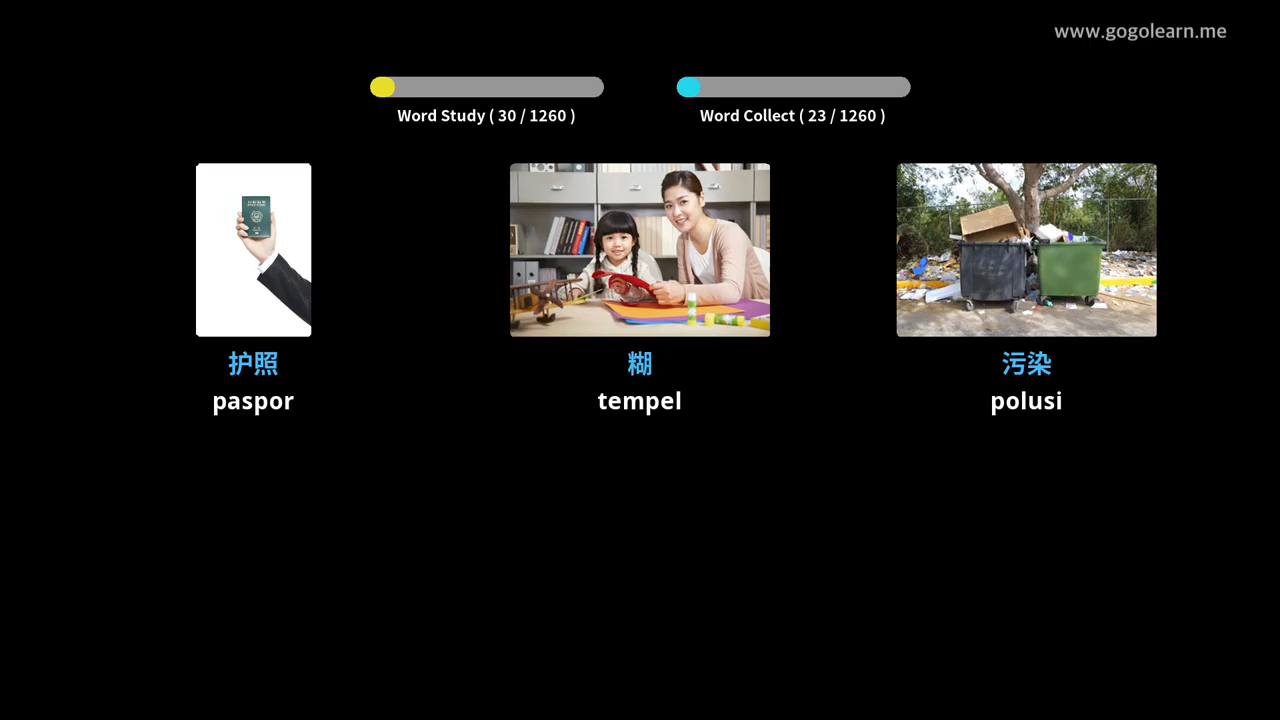 www.gogolearn.me
Word Study ( 30 / 1260 )
Word Collect ( 23 / 1260 )
护照
糊
污染
paspor
tempel
polusi